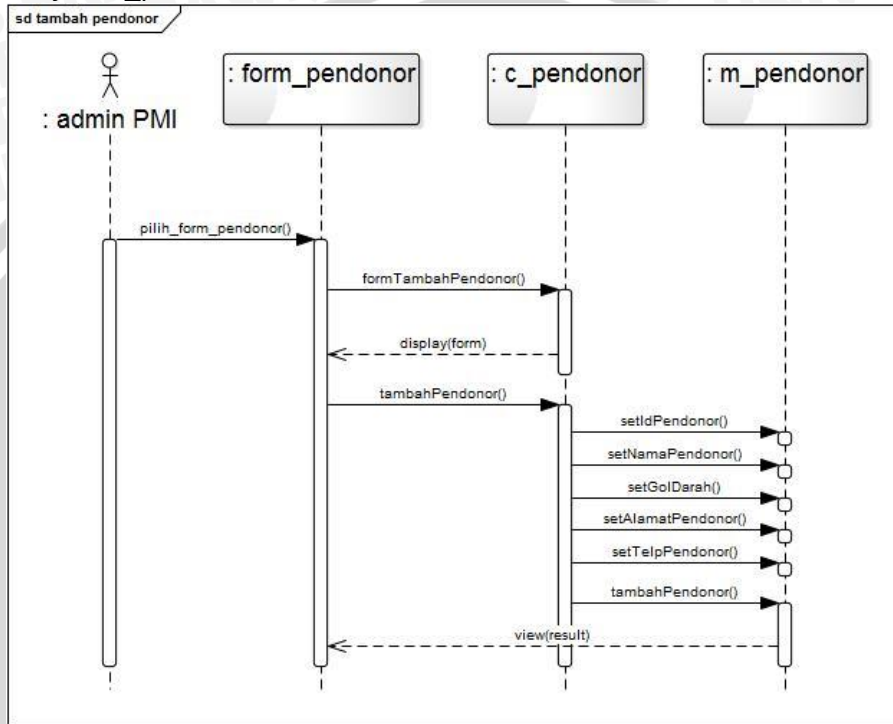 sd tambah pendonor
: admin PMI
: form_pendonor
: c_pendonor
: m_pendonor
pilih_form_pendonor()
formTambahPendonor()
display(form)
tambahPendonor()
setIdPendonor()
setNamaPendonor()
setGolDarah()
setAlamatPendonor()
setTelpPendonor()
tambahPendonor()
view(result)